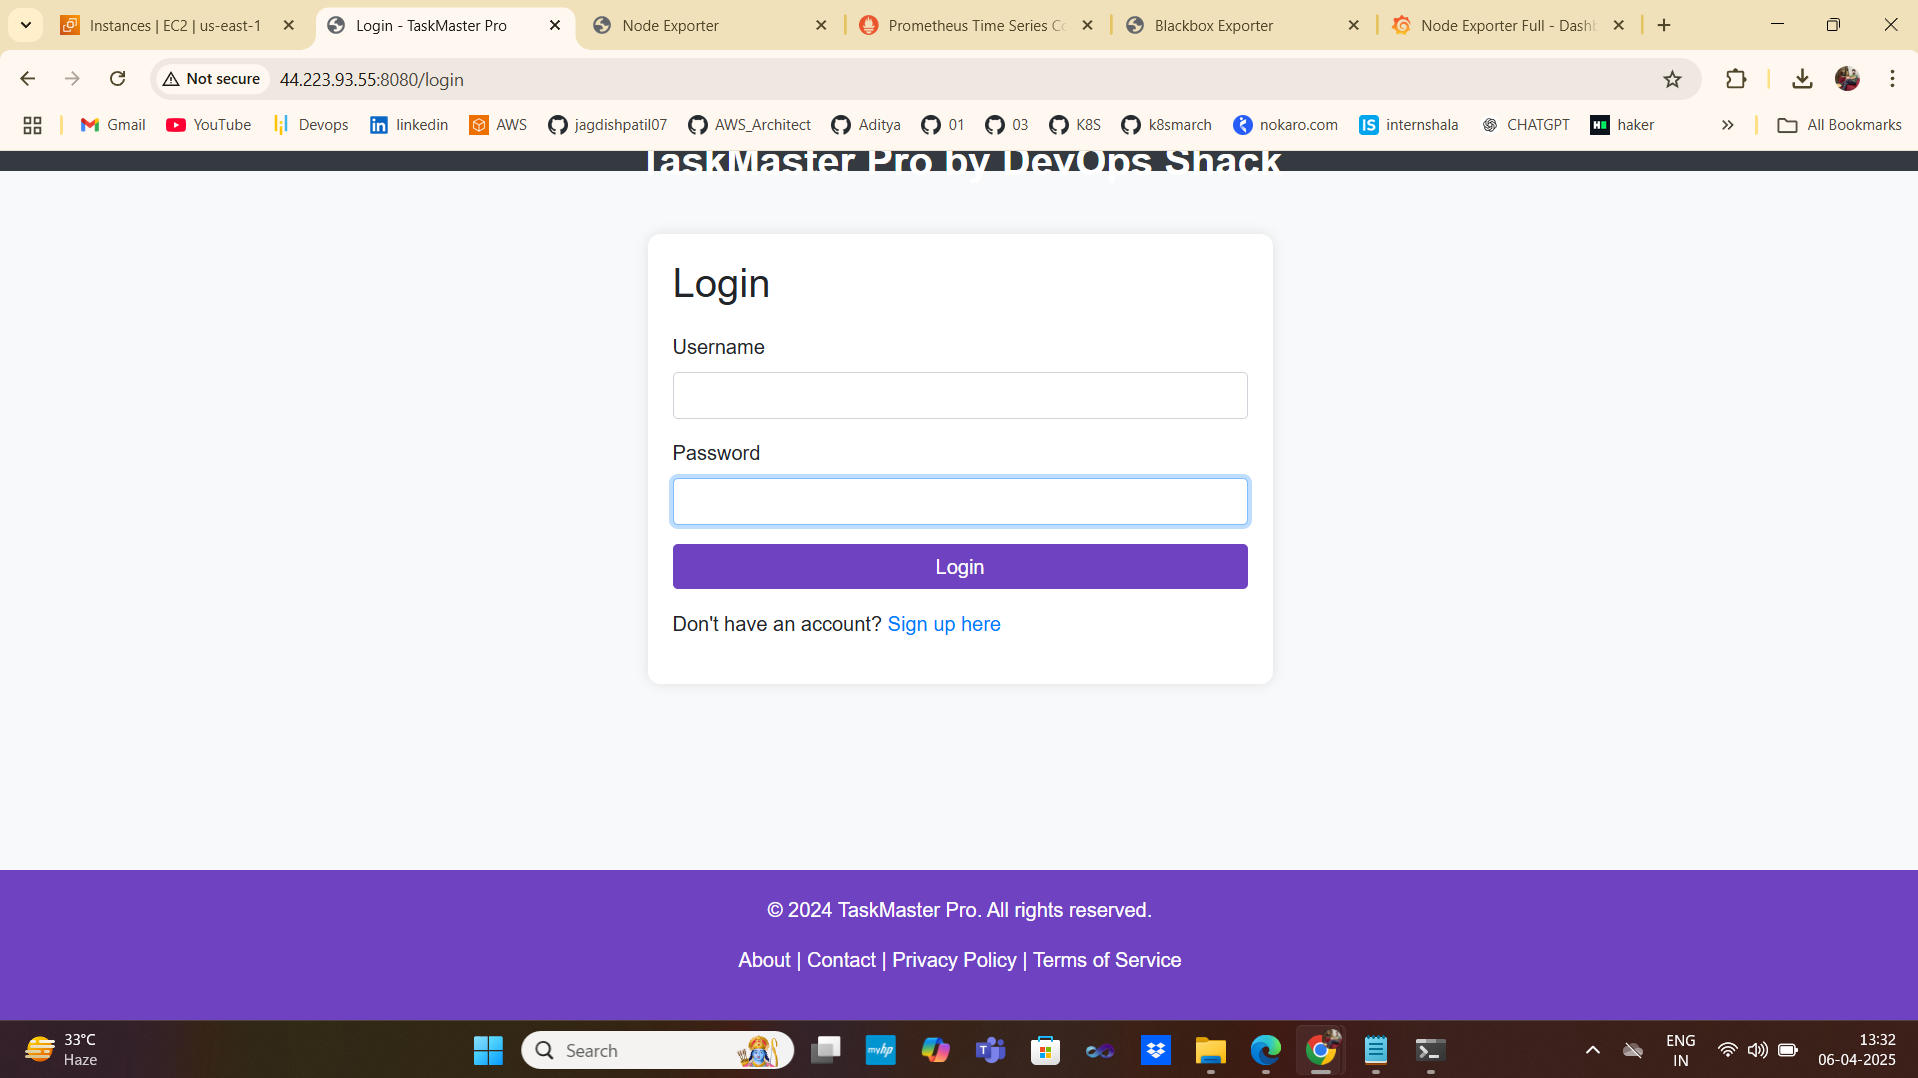 Instances | EC2 | us-east-1
Login - TaskMaster Pro
Node Exporter
Prometheus Time Series Co
Blackbox Exporter
Node Exporter Full - Dashb
Not secure
44.223.93.55:8080/login
Gmail
YouTube
Devops
linkedin
AWS
jagdishpatil07
AWS_Architect
Aditya
01
03
K8S
k8smarch
nokaro.com
IS internshala
CHATGPT
haker
All Bookmarks
TaskMaster Pro by DevOps Shack
Login
Username
Password
Login
Don't have an account? Sign up here
© 2024 TaskMaster Pro. All rights reserved.
About | Contact | Privacy Policy | Terms of Service
33°C
Haze
Search
myhp
ENG
IN
13:32
06-04-2025